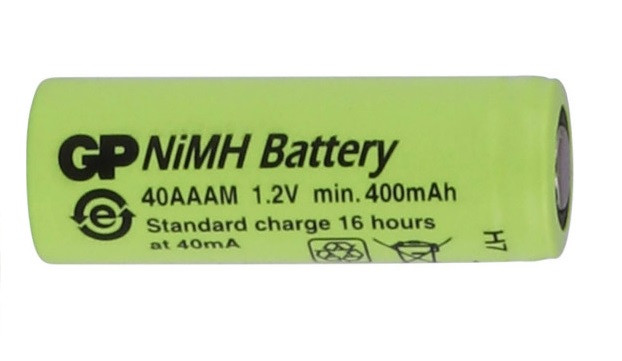 GP NiMH Battery
40AAAM 1.2V min. 400mAh
Standard charge 16 hours
at 40mA
e
H7